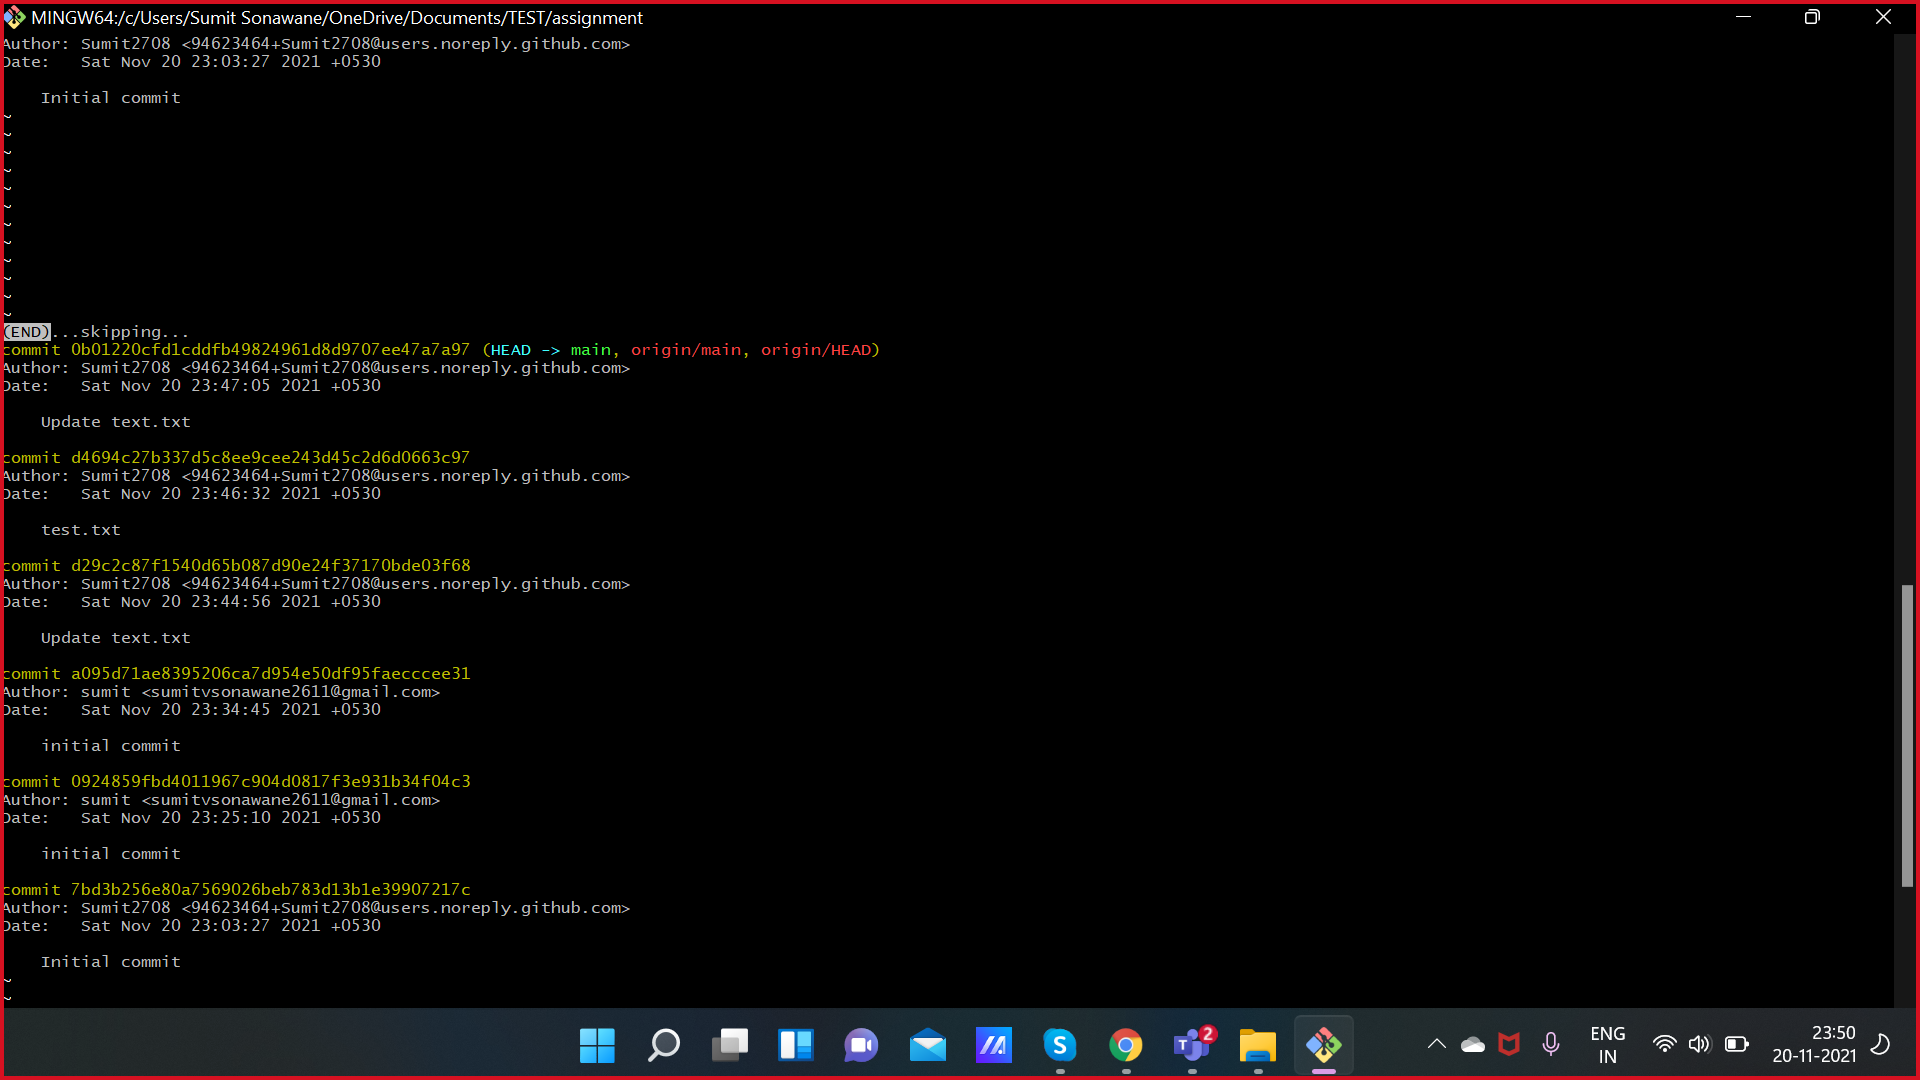 MINGW64:/c/Users/Sumit Sonawane/OneDrive/Documents/TEST/assignment
Author: Sumit2708 <94623464+Sumit2708@users.noreply.github.com>
Date:   Sat Nov 20 23:03:27 2021 +0530
    Initial commit
~
~
~
~
~
~
~
~
~
~
~
~
(END)...skipping...
commit 0b01220cfd1cddfb49824961d8d9707ee47a7a97 (HEAD -> main, origin/main, origin/HEAD)
Author: Sumit2708 <94623464+Sumit2708@users.noreply.github.com>
Date:   Sat Nov 20 23:47:05 2021 +0530
    Update text.txt
commit d4694c27b337d5c8ee9cee243d45c2d6d0663c97
Author: Sumit2708 <94623464+Sumit2708@users.noreply.github.com>
Date:   Sat Nov 20 23:46:32 2021 +0530
    test.txt
commit d29c2c87f1540d65b087d90e24f37170bde03f68
Author: Sumit2708 <94623464+Sumit2708@users.noreply.github.com>
Date:   Sat Nov 20 23:44:56 2021 +0530
    Update text.txt
commit a095d71ae8395206ca7d954e50df95faecccee31
Author: sumit <sumitvsonawane2611@gmail.com>
Date:   Sat Nov 20 23:34:45 2021 +0530
    initial commit
commit 0924859fbd4011967c904d0817f3e931b34f04c3
Author: sumit <sumitvsonawane2611@gmail.com>
Date:   Sat Nov 20 23:25:10 2021 +0530
    initial commit
commit 7bd3b256e80a7569026beb783d13b1e39907217c
Author: Sumit2708 <94623464+Sumit2708@users.noreply.github.com>
Date:   Sat Nov 20 23:03:27 2021 +0530
    Initial commit
~
~
S
T
2
ENG
IN
23:50
20-11-2021